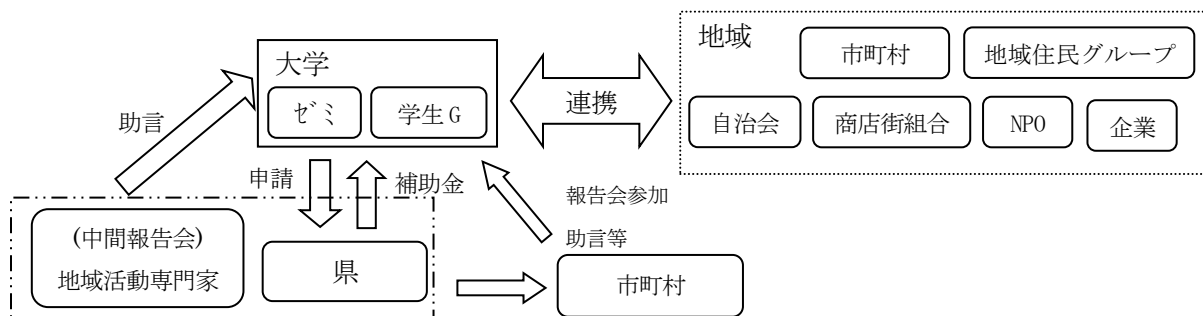 地域
市町村
地域住民グループ
自治会
商店街組合
NPO
企業
大学
ゼミ
学生 G
連携
助言
申請
補助金
報告会参加
助言等
(中間報告会)
地域活動専門家
県
市町村